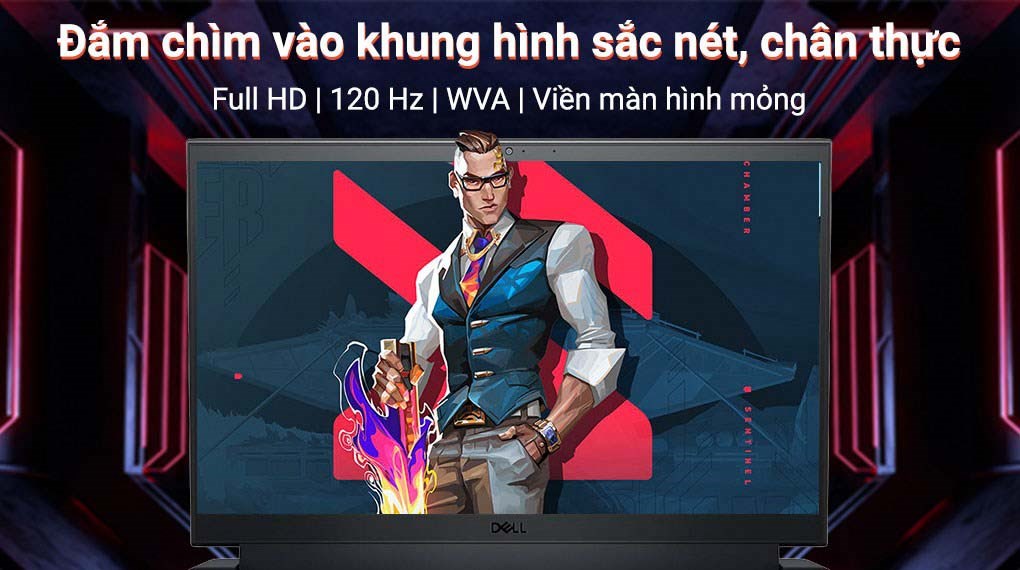 Đắm chìm vào khung hình sắc nét, chân thực
Full HD | 120 Hz | WVA | Viền màn hình mỏng
CHAMBER
SENTINEL
DELL